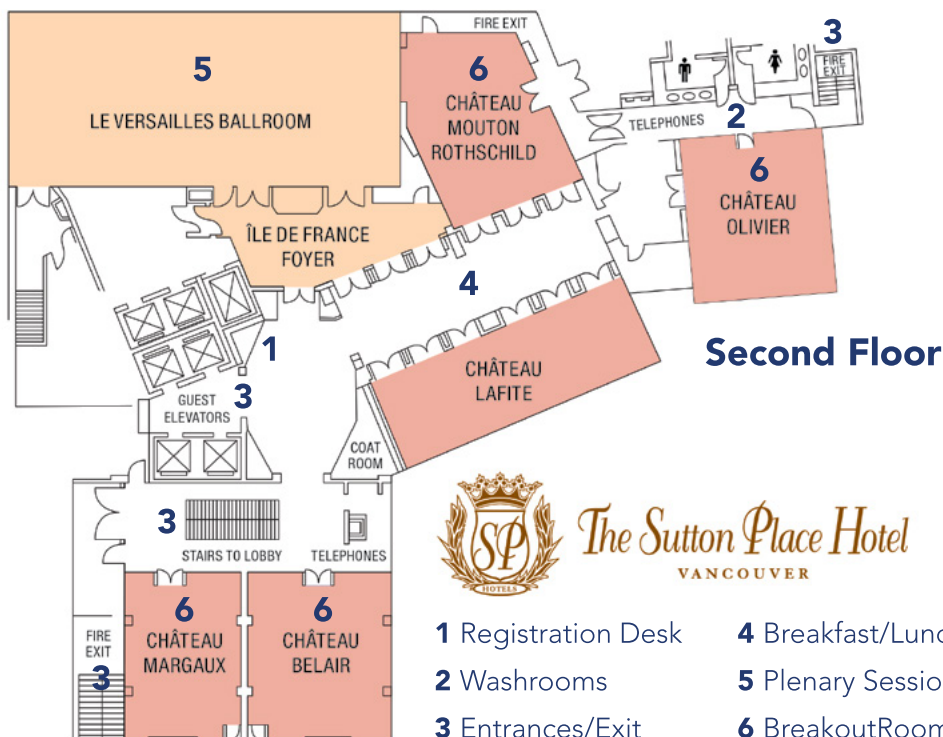 FIRE EXIT
3
5
6
FIRE
EXIT
LE VERSAILLES BALLROOM
CHÂTEAU
MOUTON
ROTHSCHILD
TELEPHONES
2
6
CHÂTEAU
OLIVIER
ÎLE DE FRANCE
FOYER
4
1
Second Floor
CHÂTEAU
LAFITE
GUEST
ELEVATORS
3
COAT
ROOM
3
STAIRS TO LOBBY
TELEPHONES
SP
HOTELS
The Sutton Place Hotel
VANCOUVER
6
CHÂTEAU
MARGAUX
6
CHÂTEAU
BELAIR
FIRE
EXIT
3
1 Registration Desk
2 Washrooms
3 Entrances/Exit
4 Breakfast/Lunc
5 Plenary Sessio
6 BreakoutRoom